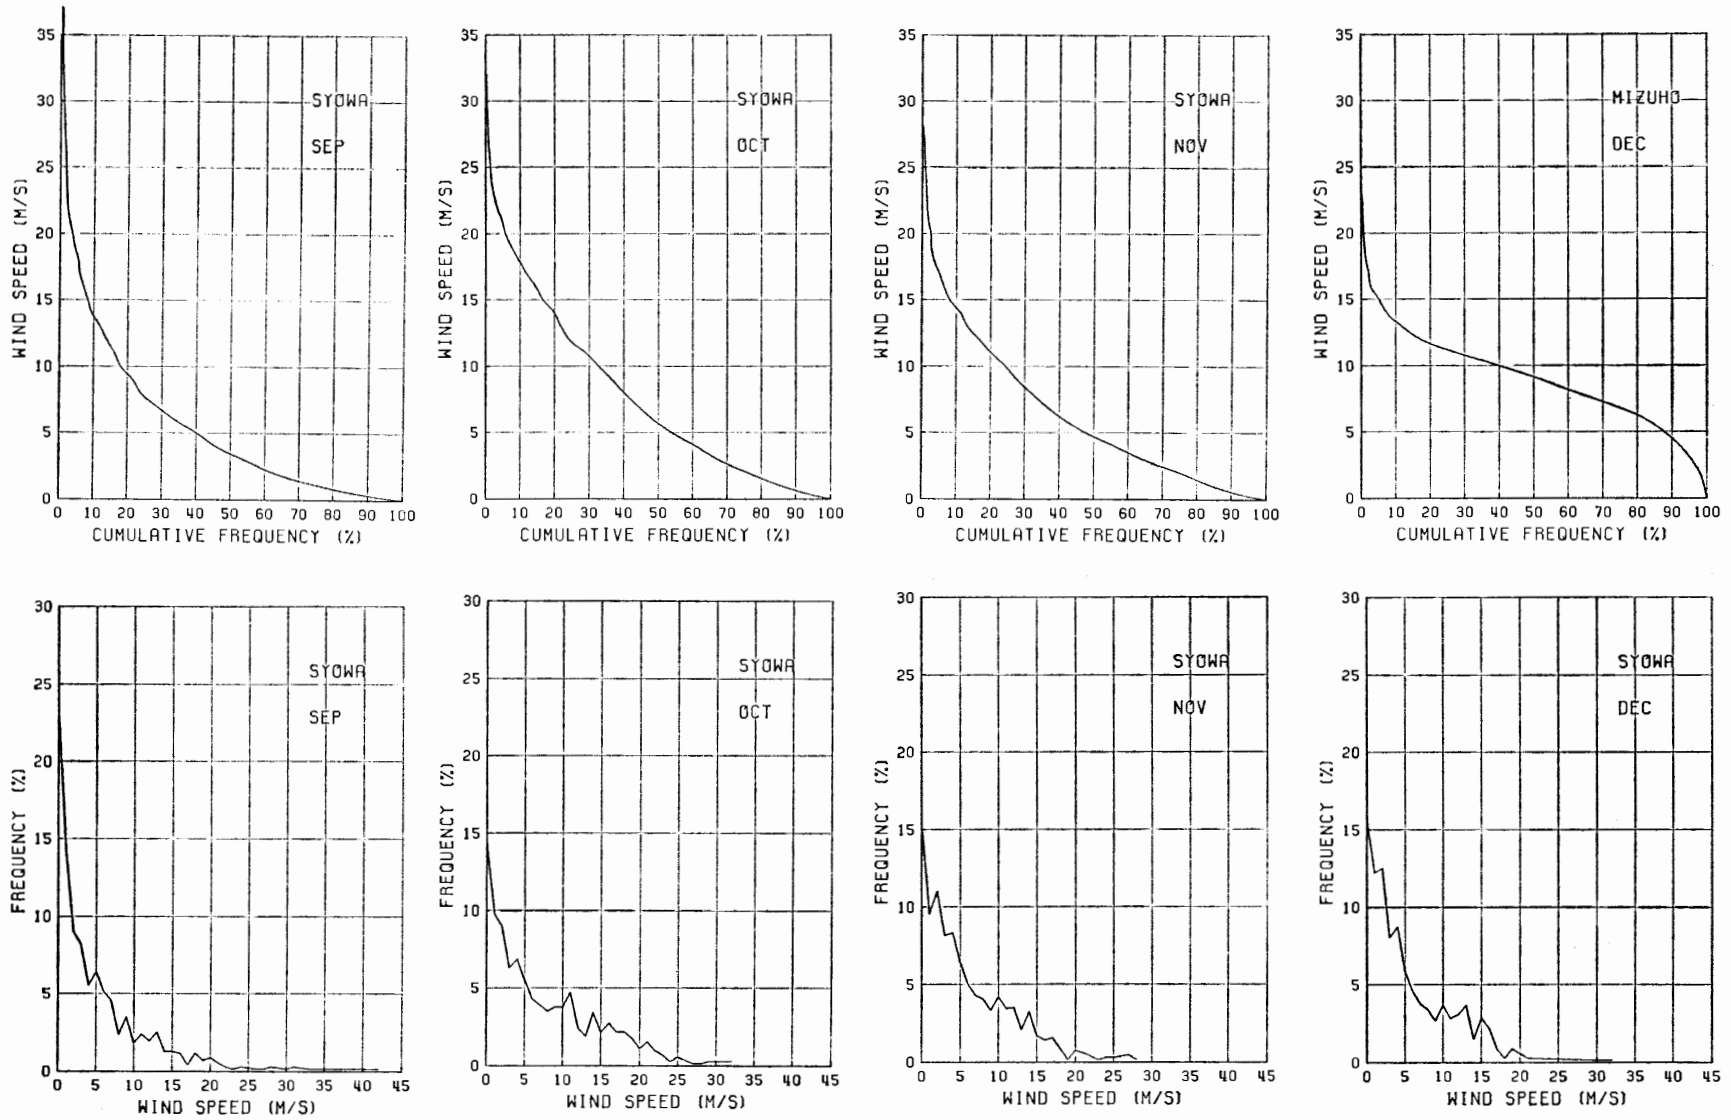 35 30 25 20 15 10 5 0
WIND SPEED (M/S)
SYOWA
SEP
0 10 20 30 40 50 60 70 80 90 100
CUMULATIVE FREQUENCY (%)
35 30 25 20 15 10 5 0
WIND SPEED (M/S)
SYOWA
OCT
0 10 20 30 40 50 60 70 80 90 100
CUMULATIVE FREQUENCY (%)
35 30 25 20 15 10 5 0
WIND SPEED (M/S)
SYOWA
NOV
0 10 20 30 40 50 60 70 80 90 100
CUMULATIVE FREQUENCY (%)
35 30 25 20 15 10 5 0
WIND SPEED (M/S)
MIZUHO
DEC
0 10 20 30 40 50 60 70 80 90 100
CUMULATIVE FREQUENCY (%)
30 25 20 15 10 5 0
FREQUENCY (%)
SYOWA
SEP
0 5 10 15 20 25 30 35 40 45
WIND SPEED (M/S)
30 25 20 15 10 5 0
FREQUENCY (%)
SYOWA
OCT
0 5 10 15 20 25 30 35 40 45
WIND SPEED (M/S)
30 25 20 15 10 5 0
FREQUENCY (%)
SYOWA
NOV
0 5 10 15 20 25 30 35 40 45
WIND SPEED (M/S)
30 25 20 15 10 5 0
FREQUENCY (%)
SYOWA
DEC
0 5 10 15 20 25 30 35 40 45
WIND SPEED (M/S)